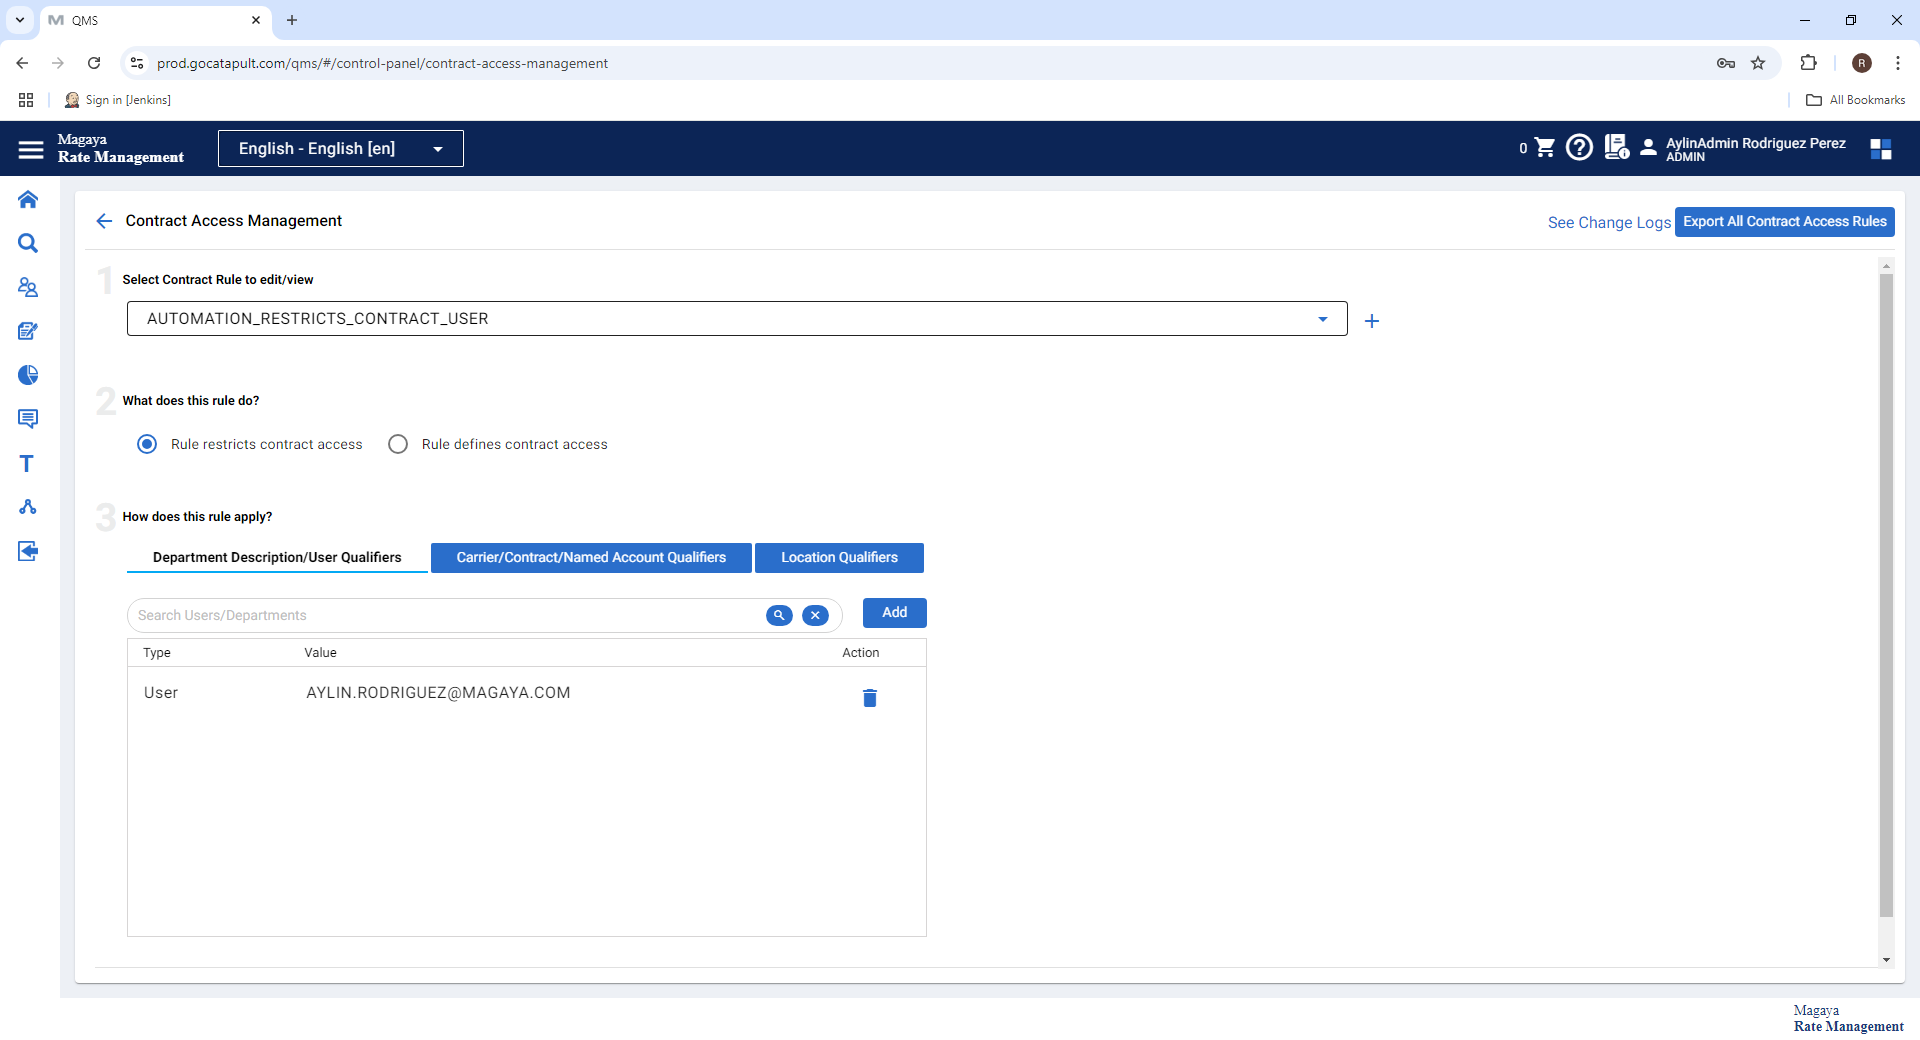 QMS
prod.gocatapult.com/qms/#/control-panel/contract-access-management
R
Sign in [Jenkins]
All Bookmarks
Magaya
Rate Management
English - English [en]
0
AylinAdmin Rodriguez Perez
ADMIN
Contract Access Management
See Change Logs
Export All Contract Access Rules
1 Select Contract Rule to edit/view
AUTOMATION_RESTRICTS_CONTRACT_USER
2 What does this rule do?
Rule restricts contract access
Rule defines contract access
3 How does this rule apply?
Department Description/User Qualifiers
Carrier/Contract/Named Account Qualifiers
Location Qualifiers
Search Users/Departments
Add
Type Value Action
User AYLIN.RODRIGUEZ@MAGAYA.COM
Magaya
Rate Management